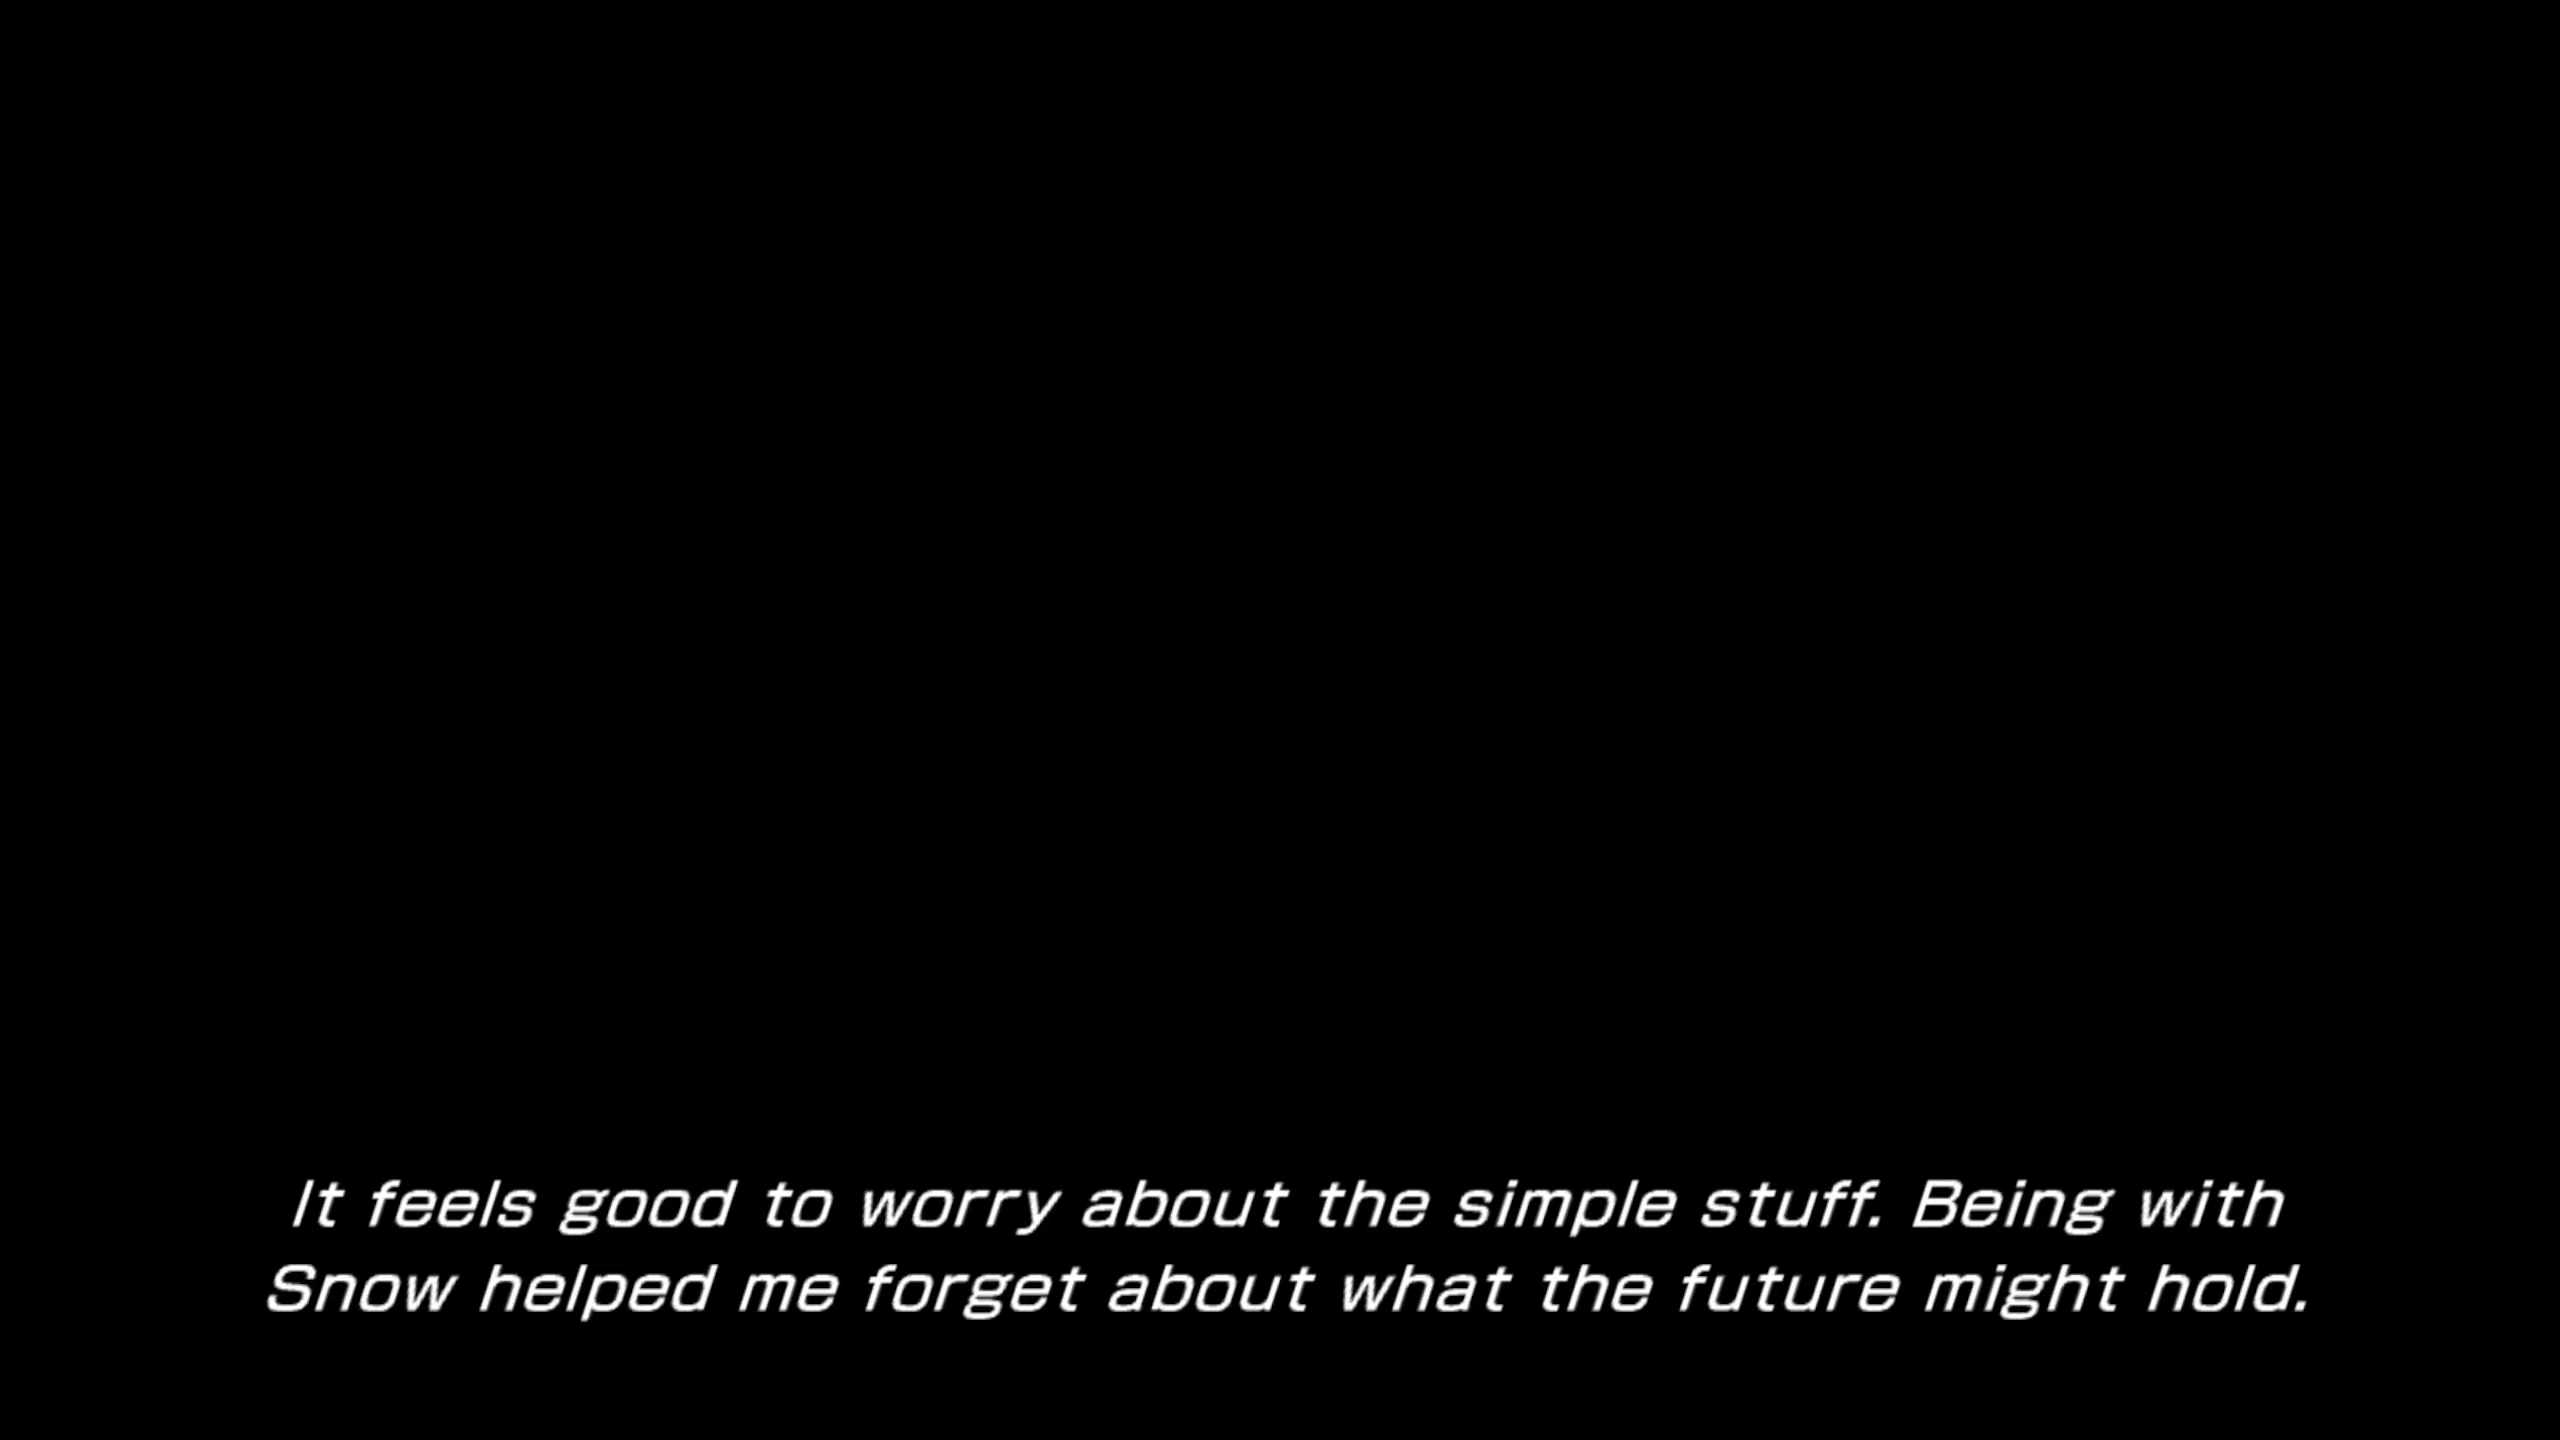 It feels good to worry about the simple stuff. Being with
Snow helped me forget about what the future might hold.